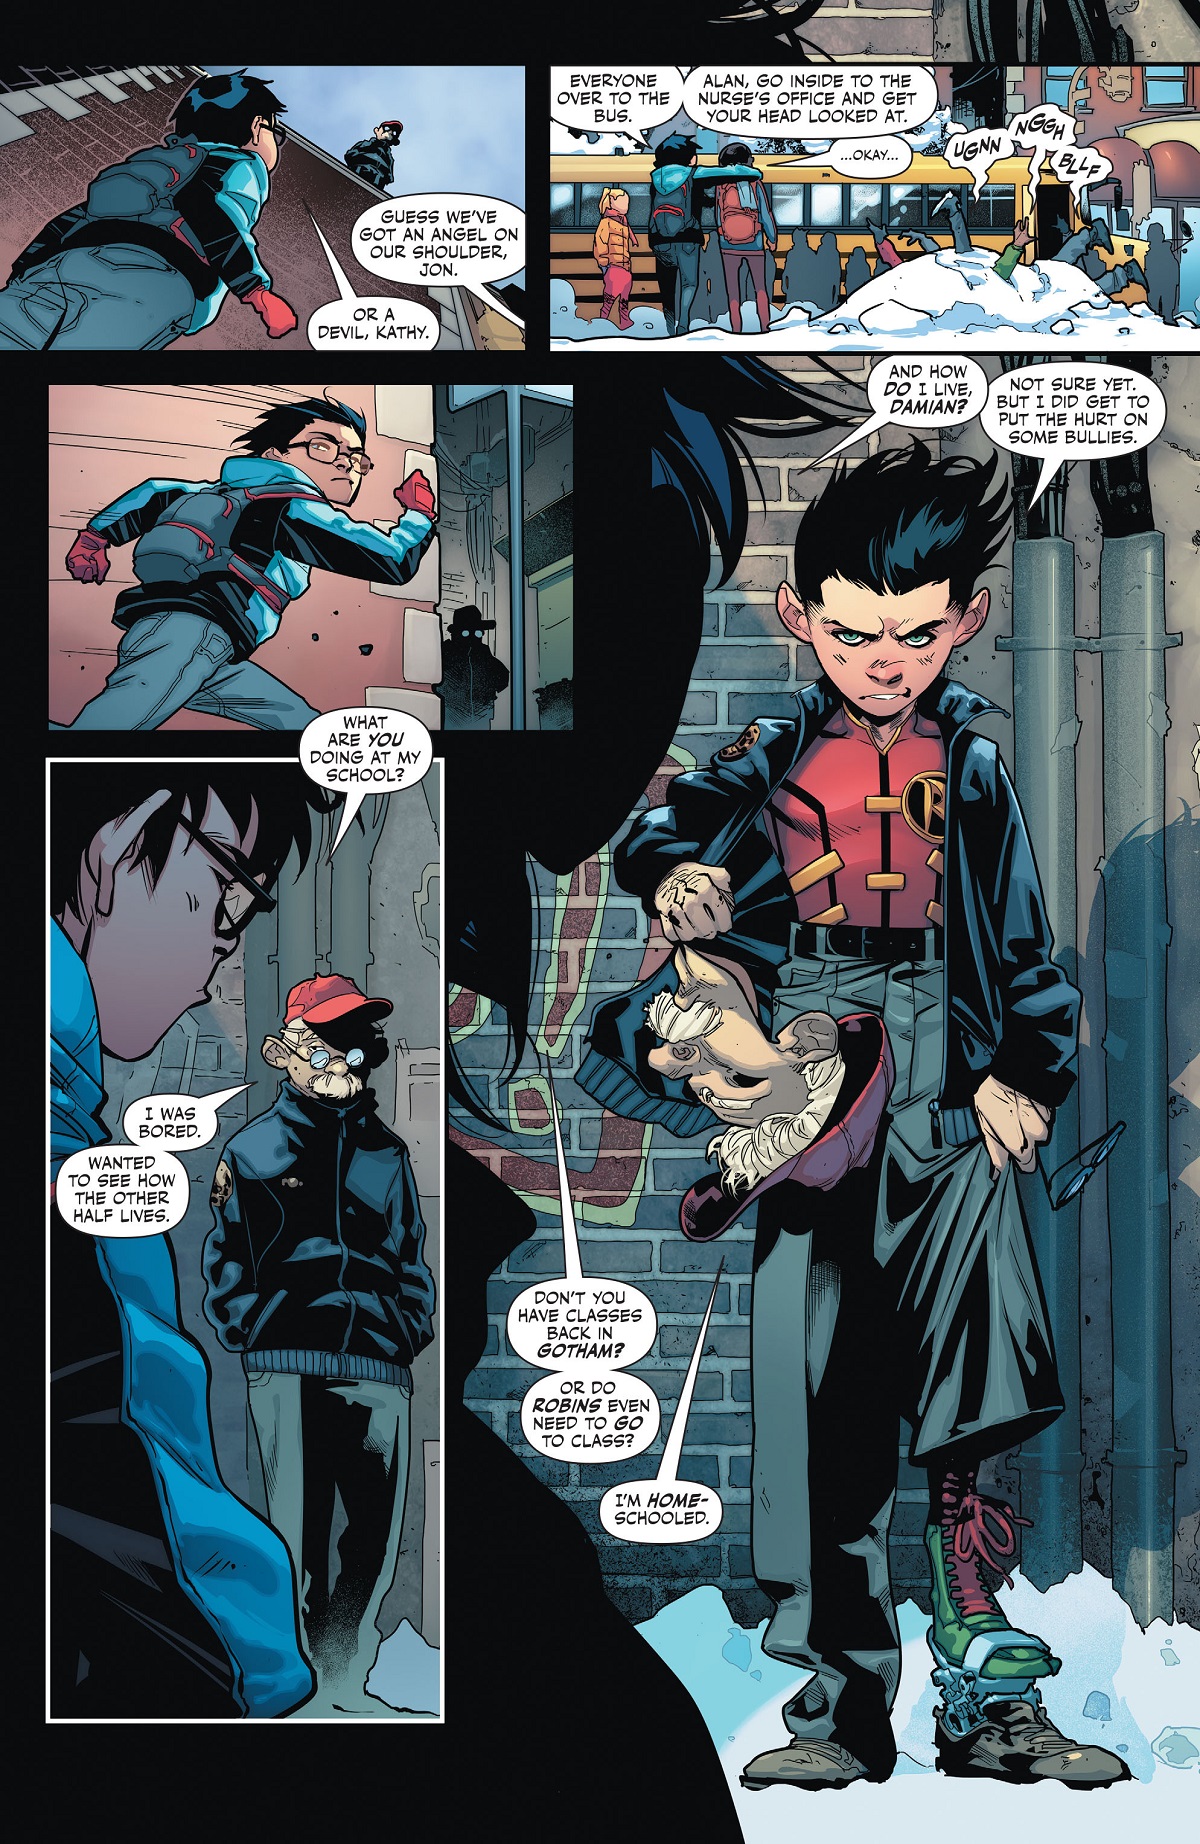 GUESS WE'VE
GOT AN ANGEL ON
OUR SHOULDER,
JON.
OR A
DEVIL, KATHY.
EVERYONE
OVER TO THE
BUS.
ALAN, GO INSIDE TO THE
NURSE'S OFFICE AND GET
YOUR HEAD LOOKED AT.
...OKAY...
UGNN
NGGH
BLLF
WHAT
ARE YOU
DOING AT MY
SCHOOL?
I WAS
BORED.
WANTED
TO SEE HOW
THE OTHER
HALF LIVES.
AND HOW
DO I LIVE,
DAMIAN?
NOT SURE YET.
BUT I DID GET TO
PUT THE HURT ON
SOME BULLIES.
R
DON'T YOU
HAVE CLASSES
BACK IN
GOTHAM?
OR DO
ROBINS EVEN
NEED TO GO
TO CLASS?
I'M HOME-
SCHOOLED.